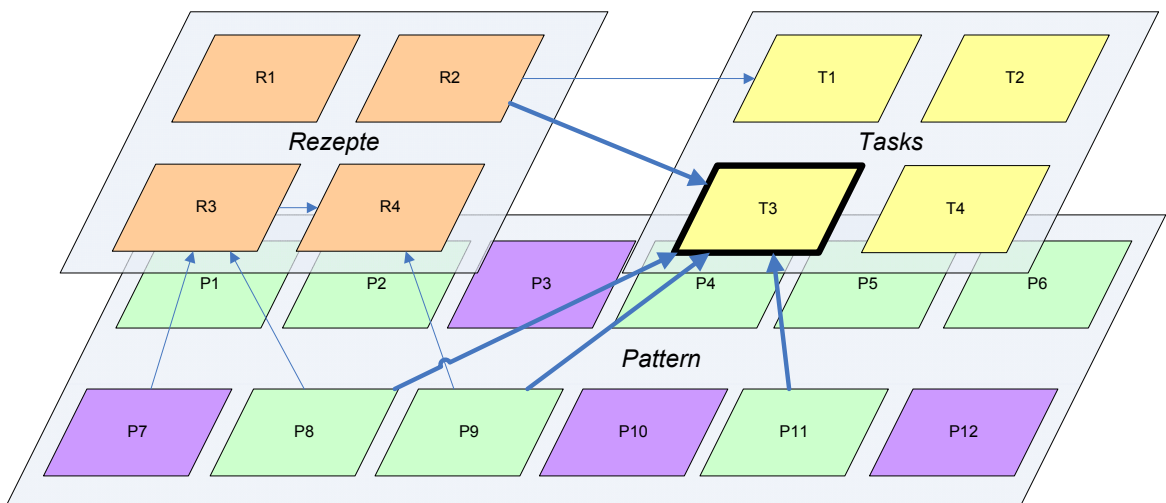 R1
R2
T1
T2
Rezepte
Tasks
R3
R4
T3
T4
P1
P2
P3
P4
P5
P6
Pattern
P7
P8
P9
P10
P11
P12